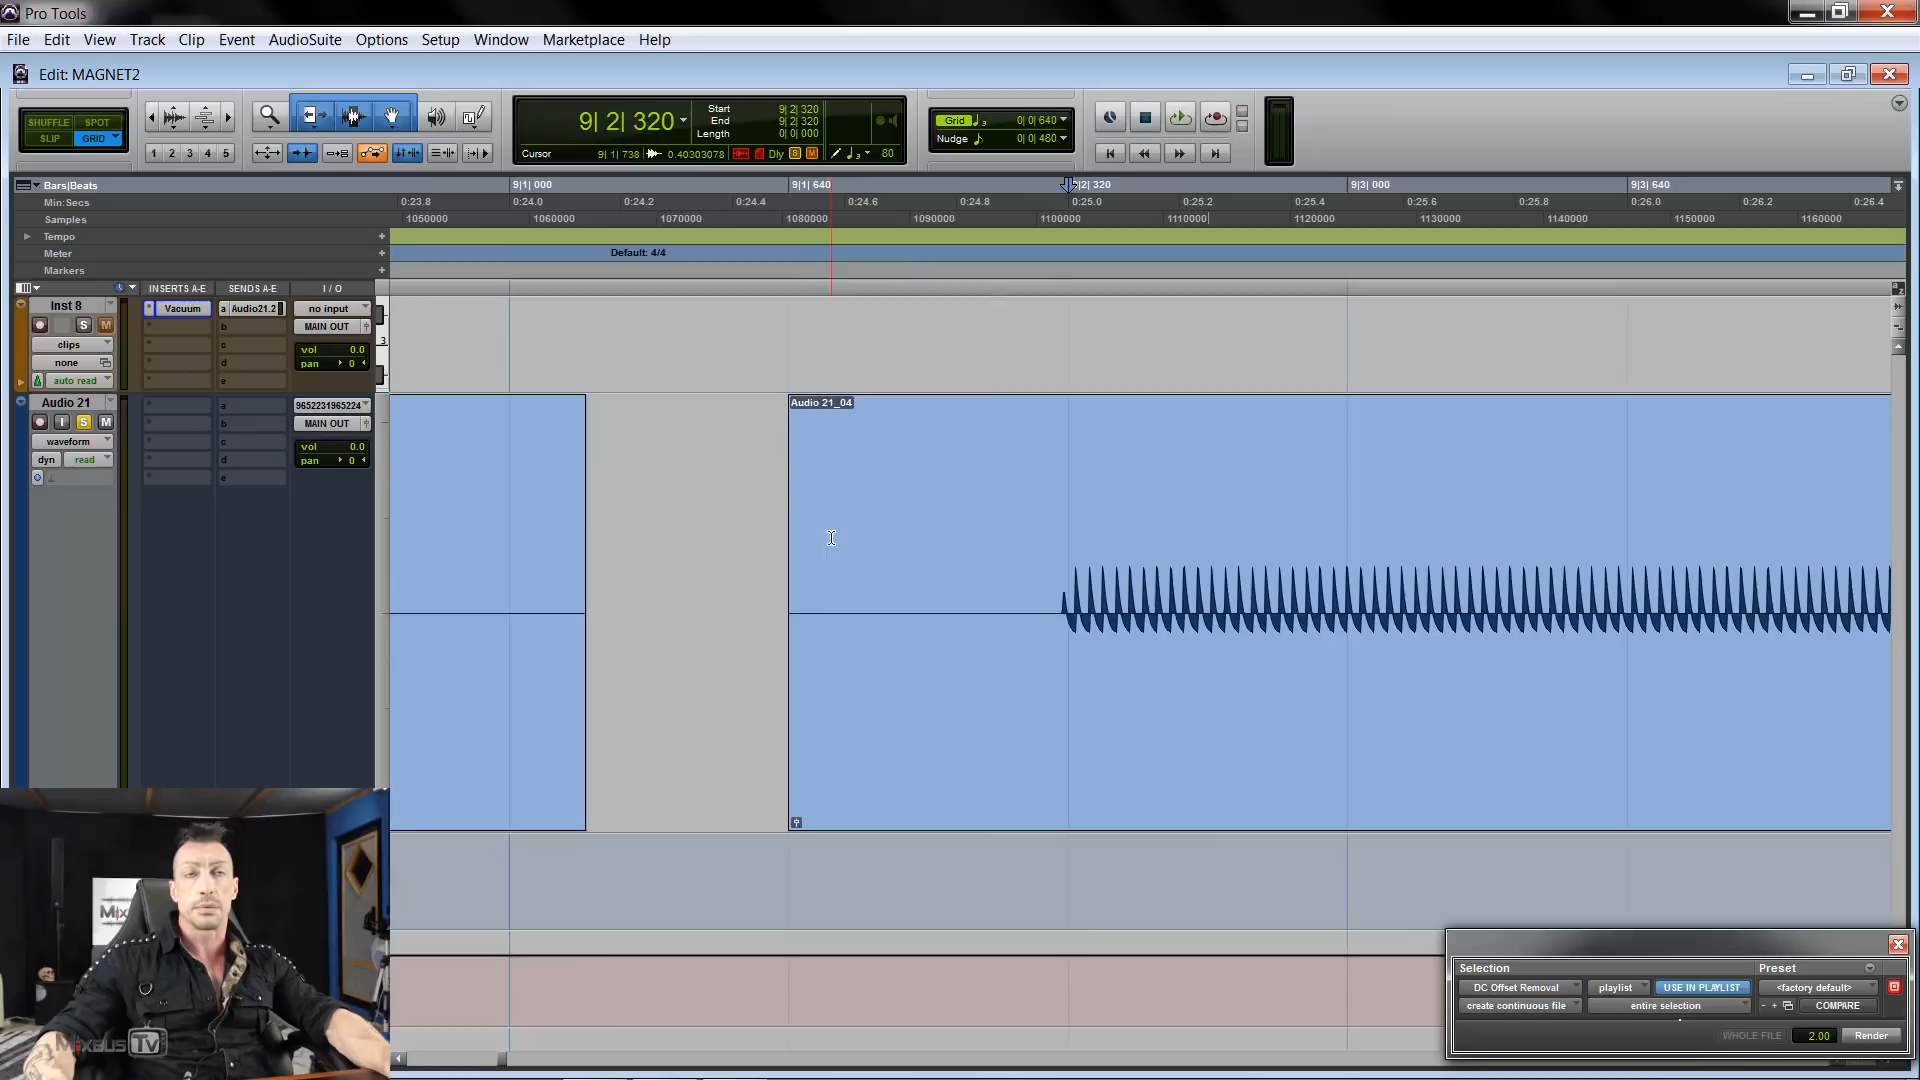 Pro Tools
File Edit View Track Clip Event AudioSuite Options Setup Window Marketplace Help
Edit: MAGNET2
SHUFFLE SPOT
SLIP GRID
1 2 3 4 5
9| 2| 320
Start 9| 2| 320
End 9| 2| 320
Length 0| 0| 000
Cursor 9| 1| 738 0.40303078 Dly S M 3 80
Grid 3 0| 0| 640
Nudge 0| 0| 480
Bars|Beats 9|1| 000 9|1| 640 9|2| 320 9|3| 000 9|3| 640
Min:Secs 0:23.8 0:24.0 0:24.2 0:24.4 0:24.6 0:24.8 0:25.0 0:25.2 0:25.4 0:25.6 0:25.8 0:26.0 0:26.2 0:26.4
Samples 1050000 1060000 1070000 1080000 1090000 1100000 1110000 1120000 1130000 1140000 1150000 1160000
Tempo +
Meter + Default: 4/4
Markers +
INSERTS A-E SENDS A-E I / O
Inst 8 Vacuum a Audio21.2 no input
S M b MAIN OUT
clips c vol 0.0
none d pan 0
auto read e
3
Audio 21 a 9652231965224
I S M b MAIN OUT
waveform c vol 0.0
dyn read d pan 0
e
Audio 21_04
MixBus TV
Selection Preset
DC Offset Removal playlist USE IN PLAYLIST <factory default>
create continuous file entire selection - + COMPARE
WHOLE FILE 2.00 Render